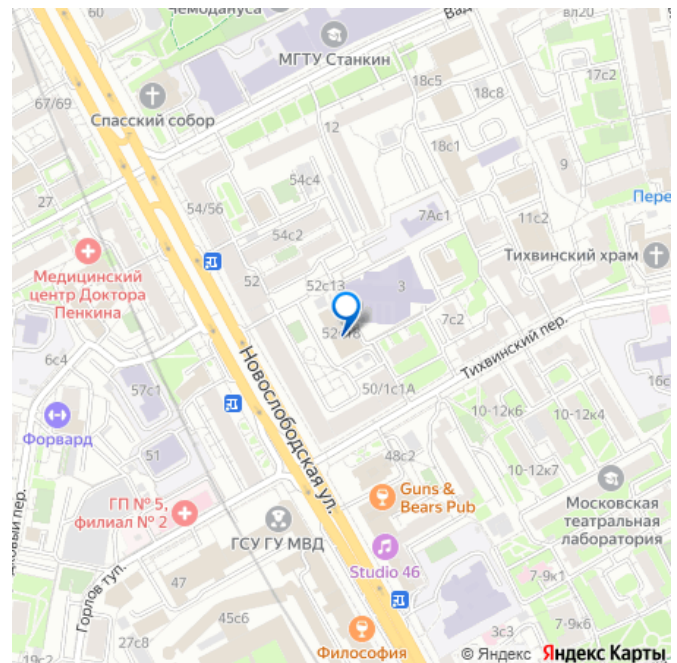 60
Чемодануса
Вад
вл20
МГТУ Станкин
17с2
67/69
18с5
18с8
Спасский собор
12
18с1
9
54с4
27
54/56
7Ас1
11с2
Пере
54с2
Тихвинский храм
Медицинский
центр Доктора
Пенкина
52
52с13
3
7с2
Тихвинский пер.
6с4
57с1
Новослободская ул.
50/1с1А
16с
10-12к6
10-12к4
Форвард
51
48с2
10-12к7
ГП № 5,
филиал № 2
Guns &
Bears Pub
Московская
театральная
лаборатория
ГСУ ГУ МВД
Studio 46
Горлов туп.
47
7-9к1
45с6
3с3
7-9к6
27с8
19с2
Философия
© Яндекс Яндекс Карты